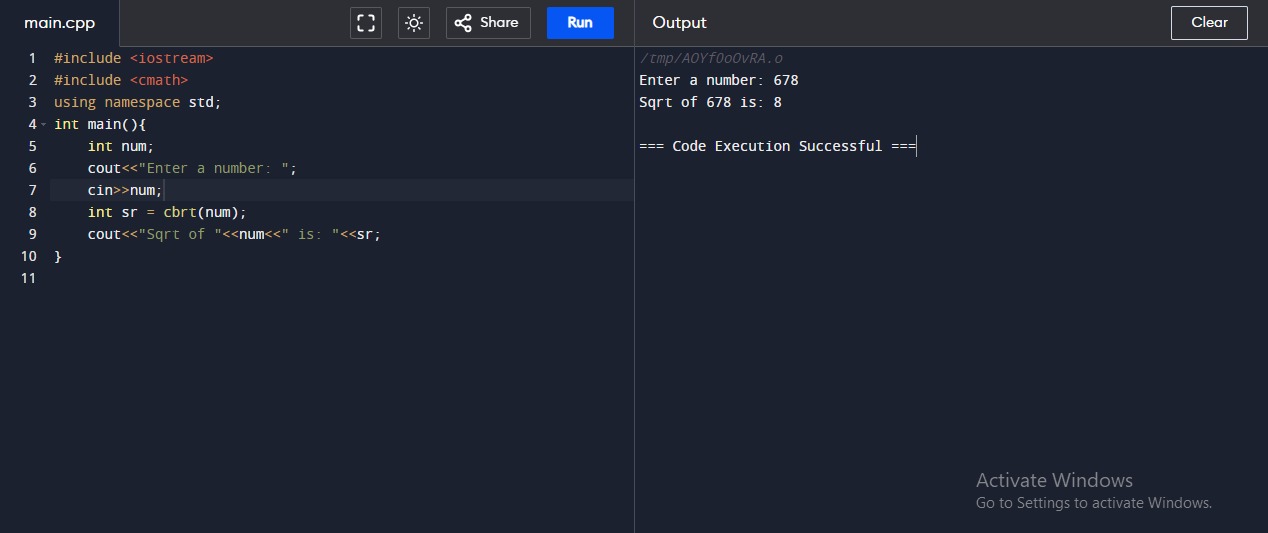 main.cpp
Share
Run
Output
Clear
1 #include <iostream>
2 #include <cmath>
3 using namespace std;
4 int main(){
5     int num;
6     cout<<"Enter a number: ";
7     cin>>num;
8     int sr = cbrt(num);
9     cout<<"Sqrt of "<<num<<" is: "<<sr;
10 }
11
/tmp/AOYfOoOvRA.o
Enter a number: 678
Sqrt of 678 is: 8
=== Code Execution Successful ===
Activate Windows
Go to Settings to activate Windows.